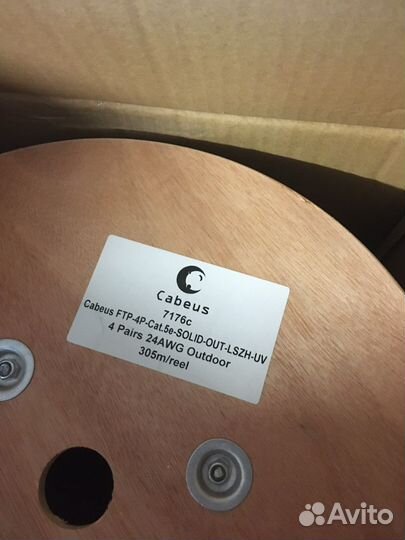 Cabeus
7176c
Cabeus FTP-4P-Cat.5e-SOLID-OUT-LSZH-UV
4 Pairs 24AWG Outdoor
305m/reel
Avito